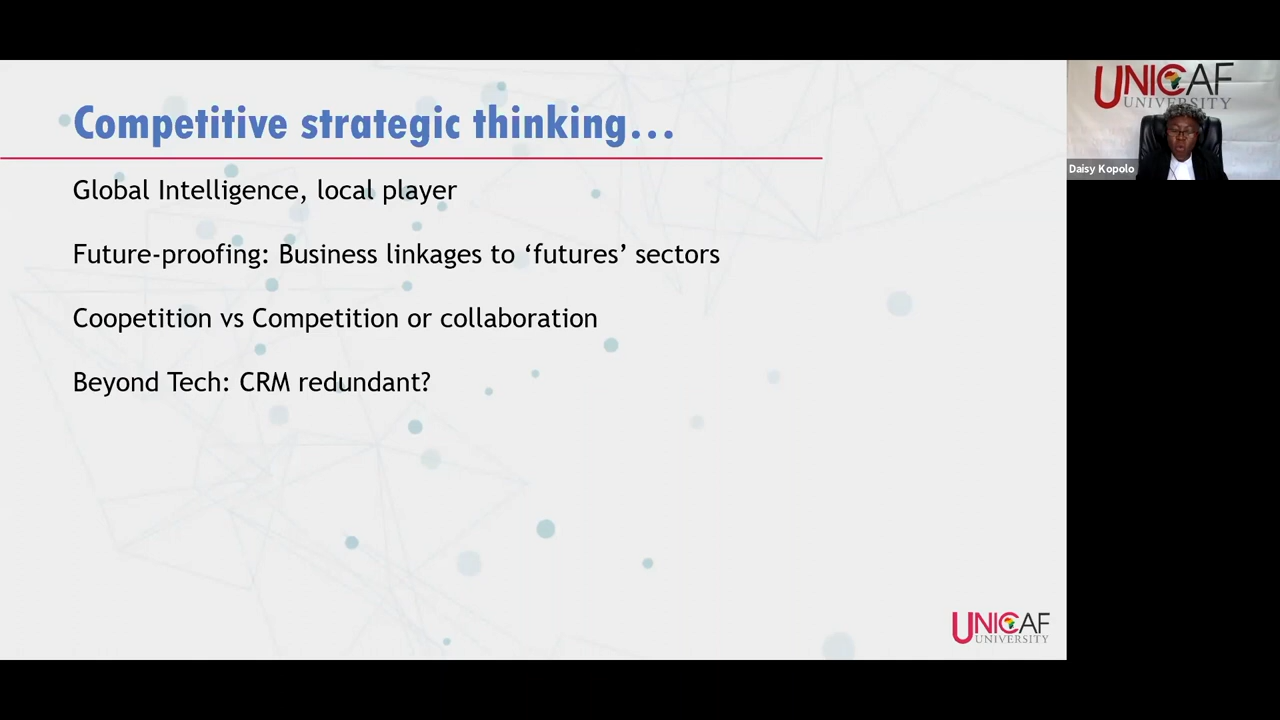 Competitive strategic thinking...
Global Intelligence, local player
Future-proofing: Business linkages to ‘futures’ sectors
Coopetition vs Competition or collaboration
Beyond Tech: CRM redundant?
UNICAF
UNIVERSITY
Daisy Kopolo
UNICAF
UNIVERSITY